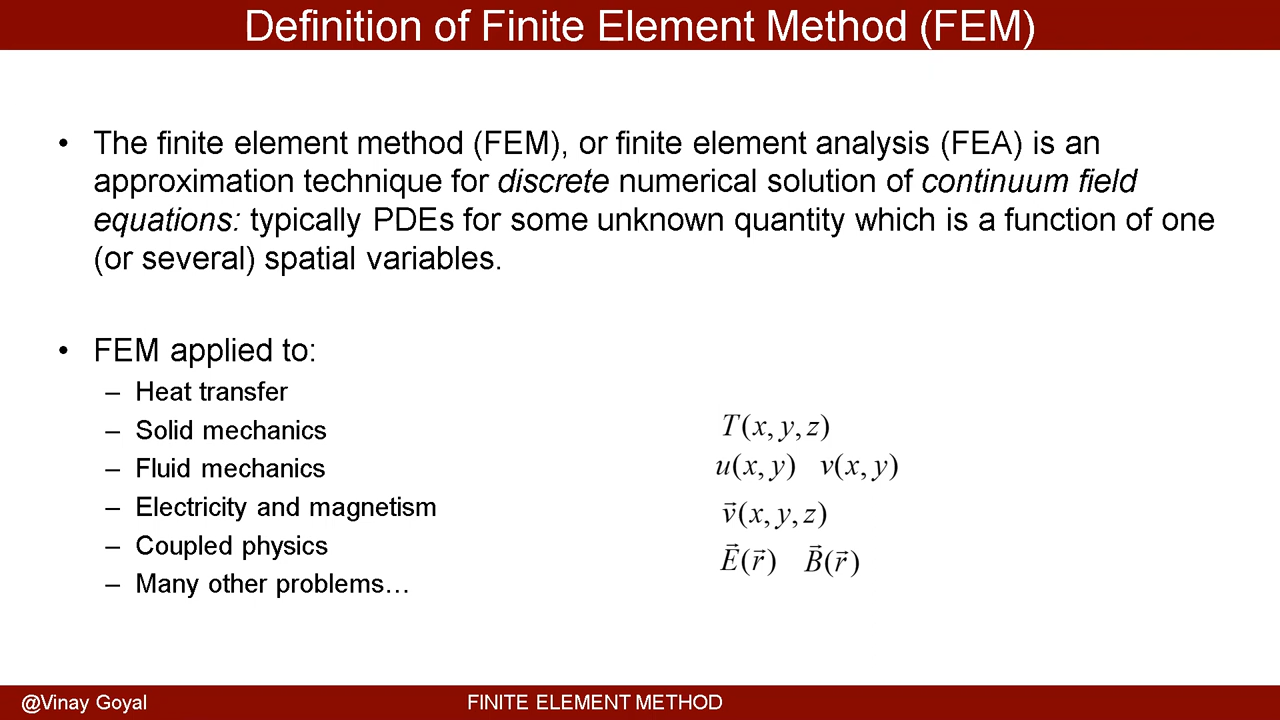 Definition of Finite Element Method (FEM)
• The finite element method (FEM), or finite element analysis (FEA) is an
approximation technique for discrete numerical solution of continuum field
equations: typically PDEs for some unknown quantity which is a function of one
(or several) spatial variables.
• FEM applied to:
– Heat transfer
– Solid mechanics
– Fluid mechanics
– Electricity and magnetism
– Coupled physics
– Many other problems…
T(x, y, z)
u(x, y) v(x, y)
v⃗(x, y, z)
E⃗(r⃗) B⃗(r⃗)
@Vinay Goyal
FINITE ELEMENT METHOD